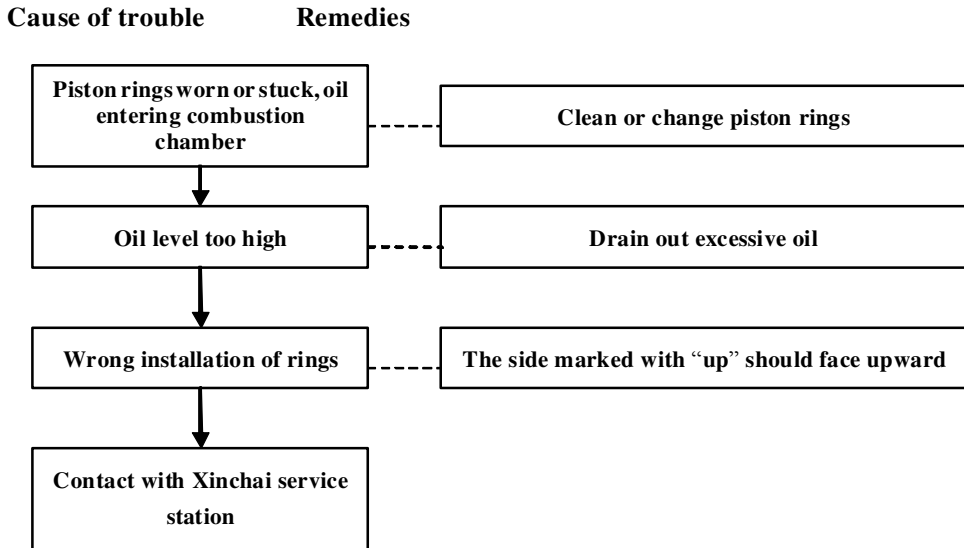 Cause of trouble Remedies
Piston rings worn or stuck, oil
entering combustion
chamber
Clean or change piston rings
Oil level too high
Drain out excessive oil
Wrong installation of rings
The side marked with “up” should face upward
Contact with Xinchai service
station